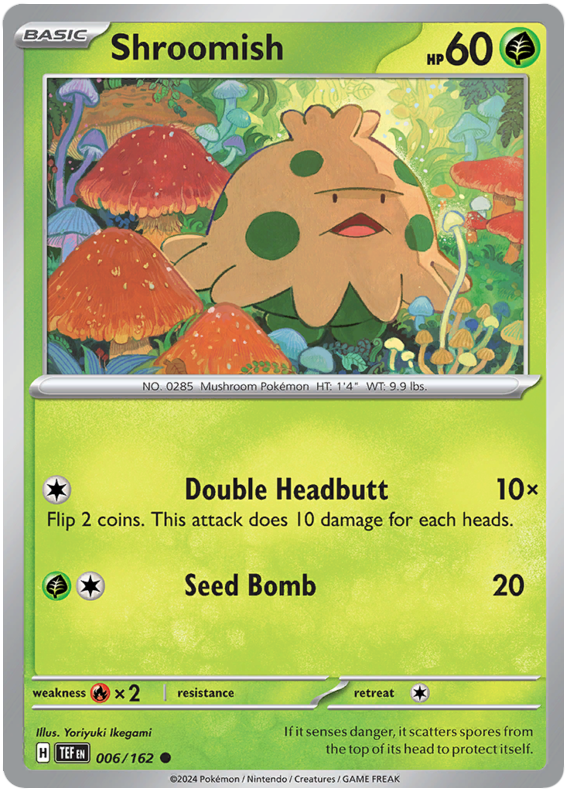 BASIC Shroomish HP60
NO. 0285 Mushroom Pokémon HT: 1'4" WT: 9.9 lbs.
Double Headbutt 10×
Flip 2 coins. This attack does 10 damage for each heads.
Seed Bomb 20
weakness ×2 resistance retreat
Illus. Yoriyuki Ikegami
If it senses danger, it scatters spores from
the top of its head to protect itself.
H TEF EN 006/162
©2024 Pokémon / Nintendo / Creatures / GAME FREAK